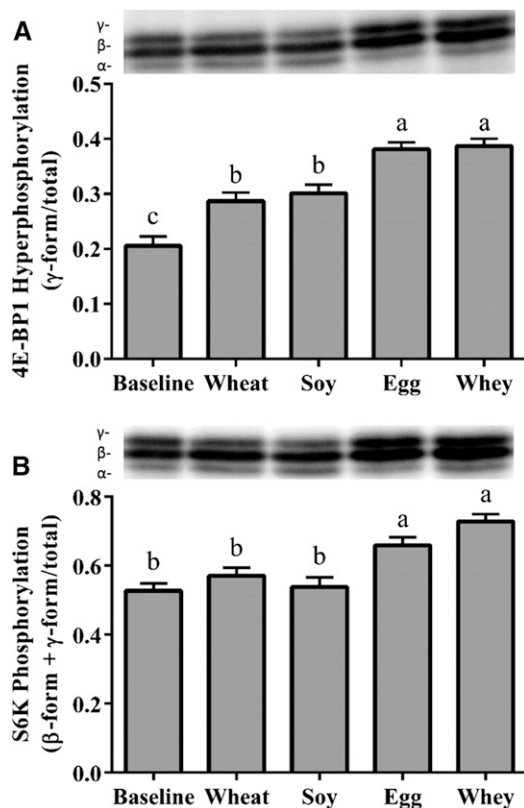 A
γ-
β-
α-
4E-BP1 Hyperphosphorylation
(γ-form/total)
0.5
0.4
0.3
0.2
0.1
0.0
c
b
b
a
a
Baseline Wheat Soy Egg Whey
B
γ-
β-
α-
S6K Phosphorylation
(β-form + γ-form/total)
0.8
0.6
0.4
0.2
0.0
b
b
b
a
a
Baseline Wheat Soy Egg Whey